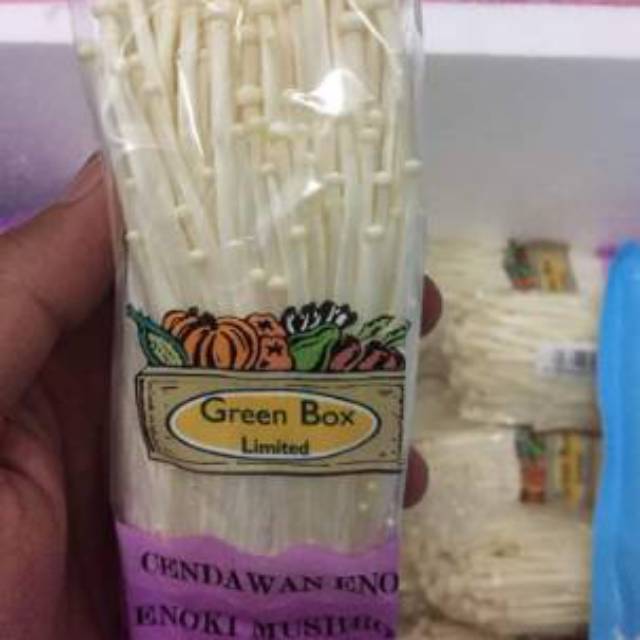 Green Box
Limited
CENDAWAN ENO
ENOKI MUSHRO